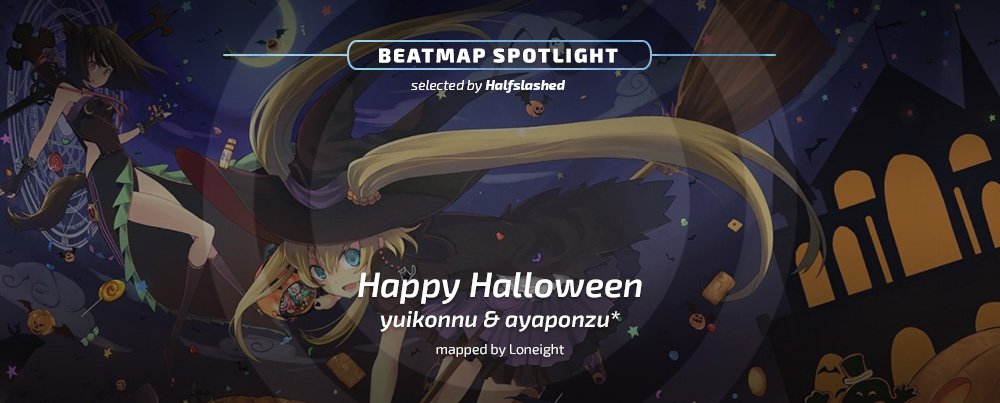 BEATMAP SPOTLIGHT
selected by Halfslashed
Happy Halloween
yuikonnu & ayaponzu*
mapped by Loneight